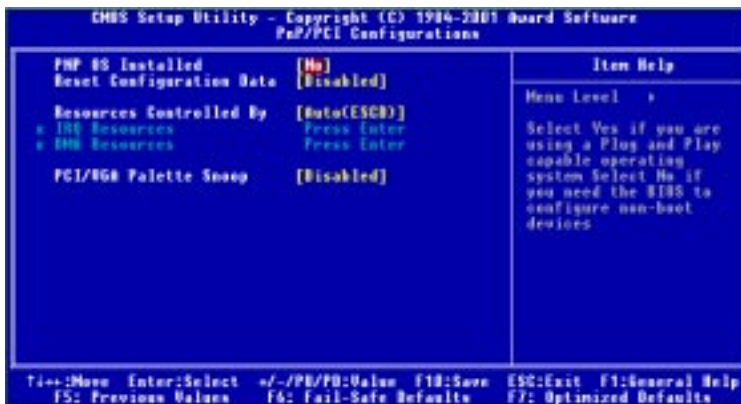 CMOS Setup Utility - Copyright (C) 1984-2001 Award Software
PnP/PCI Configurations
PNP OS Installed [No]
Reset Configuration Data [Disabled]
Resources Controlled By [Auto(ESCD)]
x IRQ Resources Press Enter
x DMA Resources Press Enter
PCI/VGA Palette Snoop [Disabled]
Item Help
Menu Level ▸
Select Yes if you are
using a Plug and Play
capable operating
system Select No if
you need the BIOS to
configure non-boot
devices
↑↓→←:Move Enter:Select +/-/PU/PD:Value F10:Save ESC:Exit F1:General Help
F5: Previous Values F6: Fail-Safe Defaults F7: Optimized Defaults